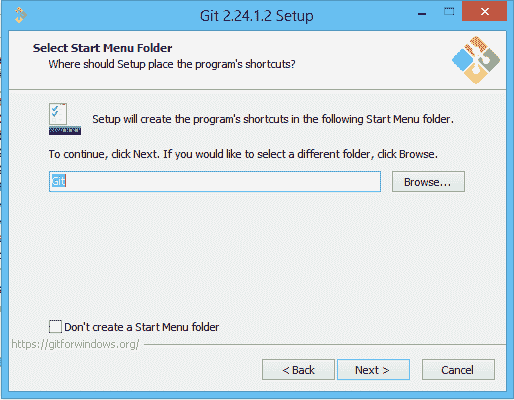 Git 2.24.1.2 Setup
Select Start Menu Folder
Where should Setup place the program's shortcuts?
Setup will create the program's shortcuts in the following Start Menu folder.
To continue, click Next. If you would like to select a different folder, click Browse.
Git
Browse...
Don't create a Start Menu folder
https://gitforwindows.org/
< Back
Next >
Cancel